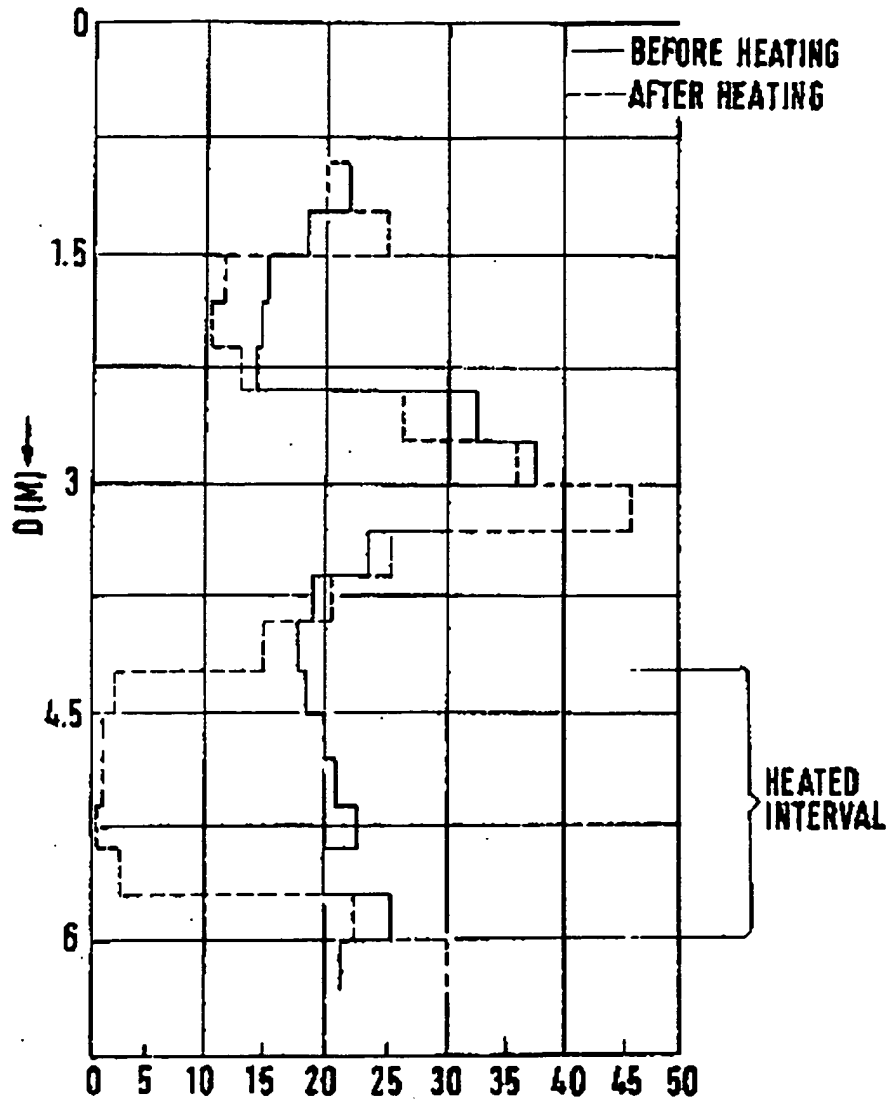 0
BEFORE HEATING
AFTER HEATING
1.5
D(M)
3
4.5
HEATED
INTERVAL
6
0 5 10 15 20 25 30 35 40 45 50